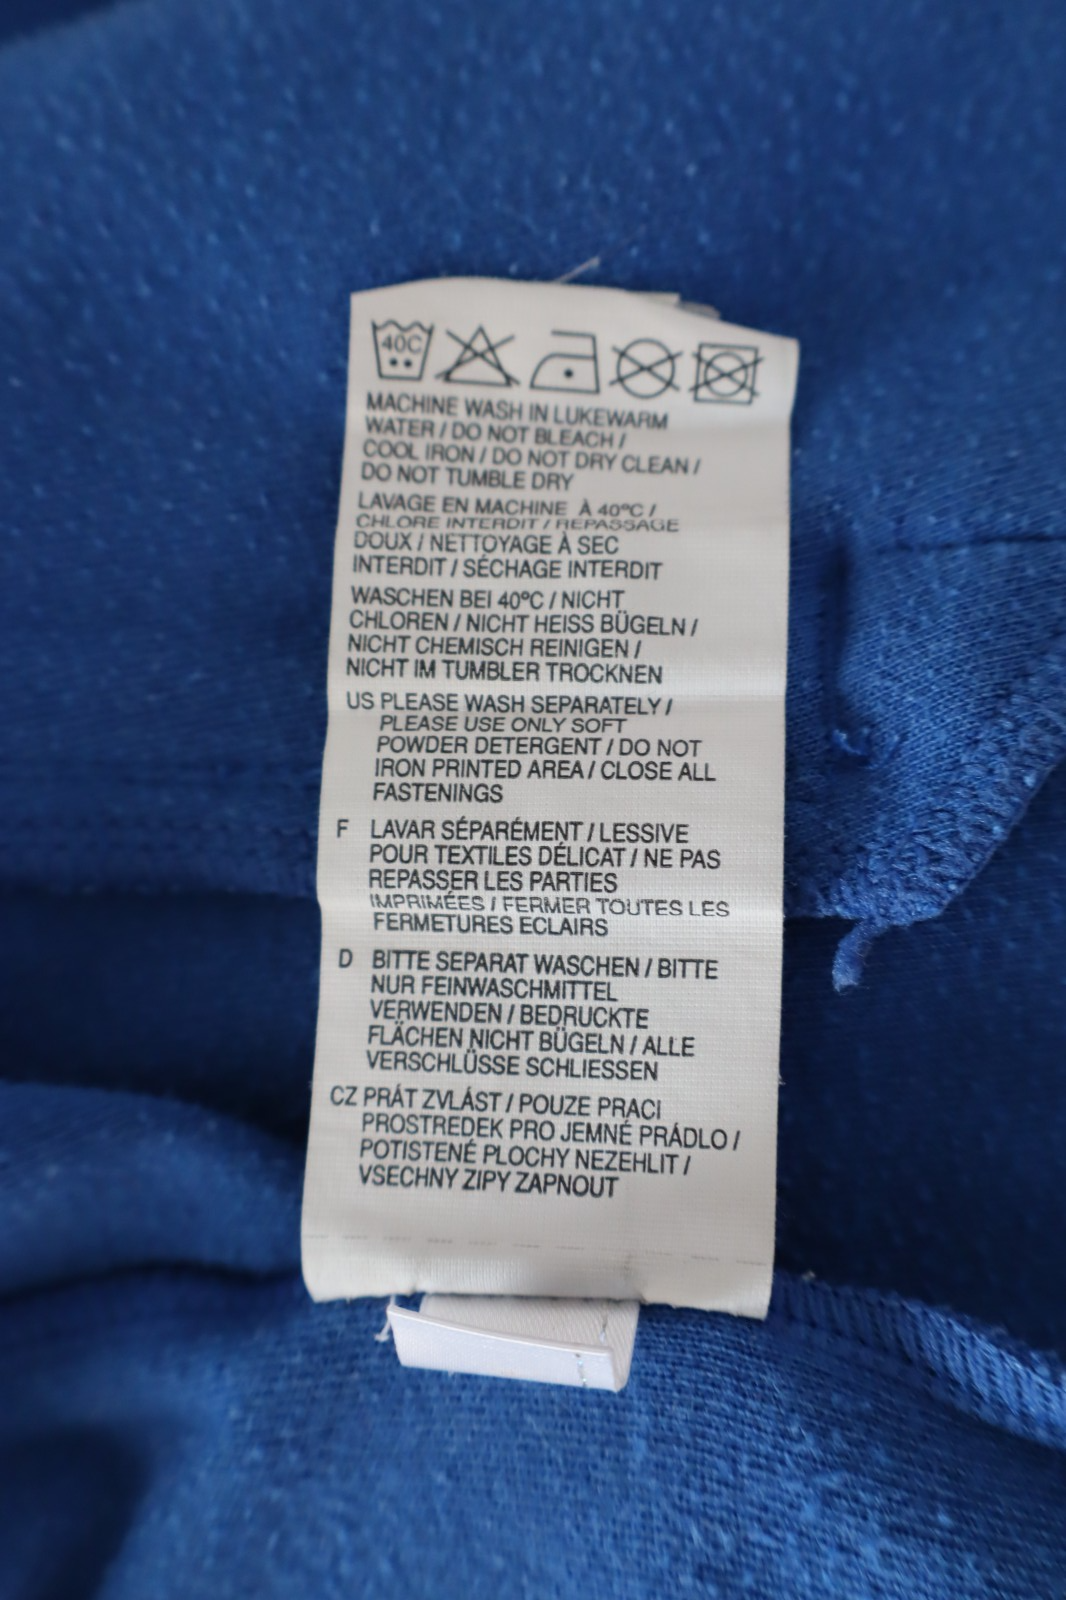 40C
MACHINE WASH IN LUKEWARM
WATER / DO NOT BLEACH /
COOL IRON / DO NOT DRY CLEAN /
DO NOT TUMBLE DRY
LAVAGE EN MACHINE À 40°C /
CHLORE INTERDIT / REPASSAGE
DOUX / NETTOYAGE À SEC
INTERDIT / SÉCHAGE INTERDIT
WASCHEN BEI 40°C / NICHT
CHLOREN / NICHT HEISS BÜGELN /
NICHT CHEMISCH REINIGEN /
NICHT IM TUMBLER TROCKNEN
US PLEASE WASH SEPARATELY /
PLEASE USE ONLY SOFT
POWDER DETERGENT / DO NOT
IRON PRINTED AREA / CLOSE ALL
FASTENINGS
F LAVAR SÉPARÉMENT / LESSIVE
POUR TEXTILES DÉLICAT / NE PAS
REPASSER LES PARTIES
IMPRIMÉES / FERMER TOUTES LES
FERMETURES ECLAIRS
D BITTE SEPARAT WASCHEN / BITTE
NUR FEINWASCHMITTEL
VERWENDEN / BEDRUCKTE
FLÄCHEN NICHT BÜGELN / ALLE
VERSCHLÜSSE SCHLIESSEN
CZ PRÁT ZVLÁST / POUZE PRACI
PROSTREDEK PRO JEMNÉ PRÁDLO /
POTISTENÉ PLOCHY NEZEHLIT /
VSECHNY ZIPY ZAPNOUT